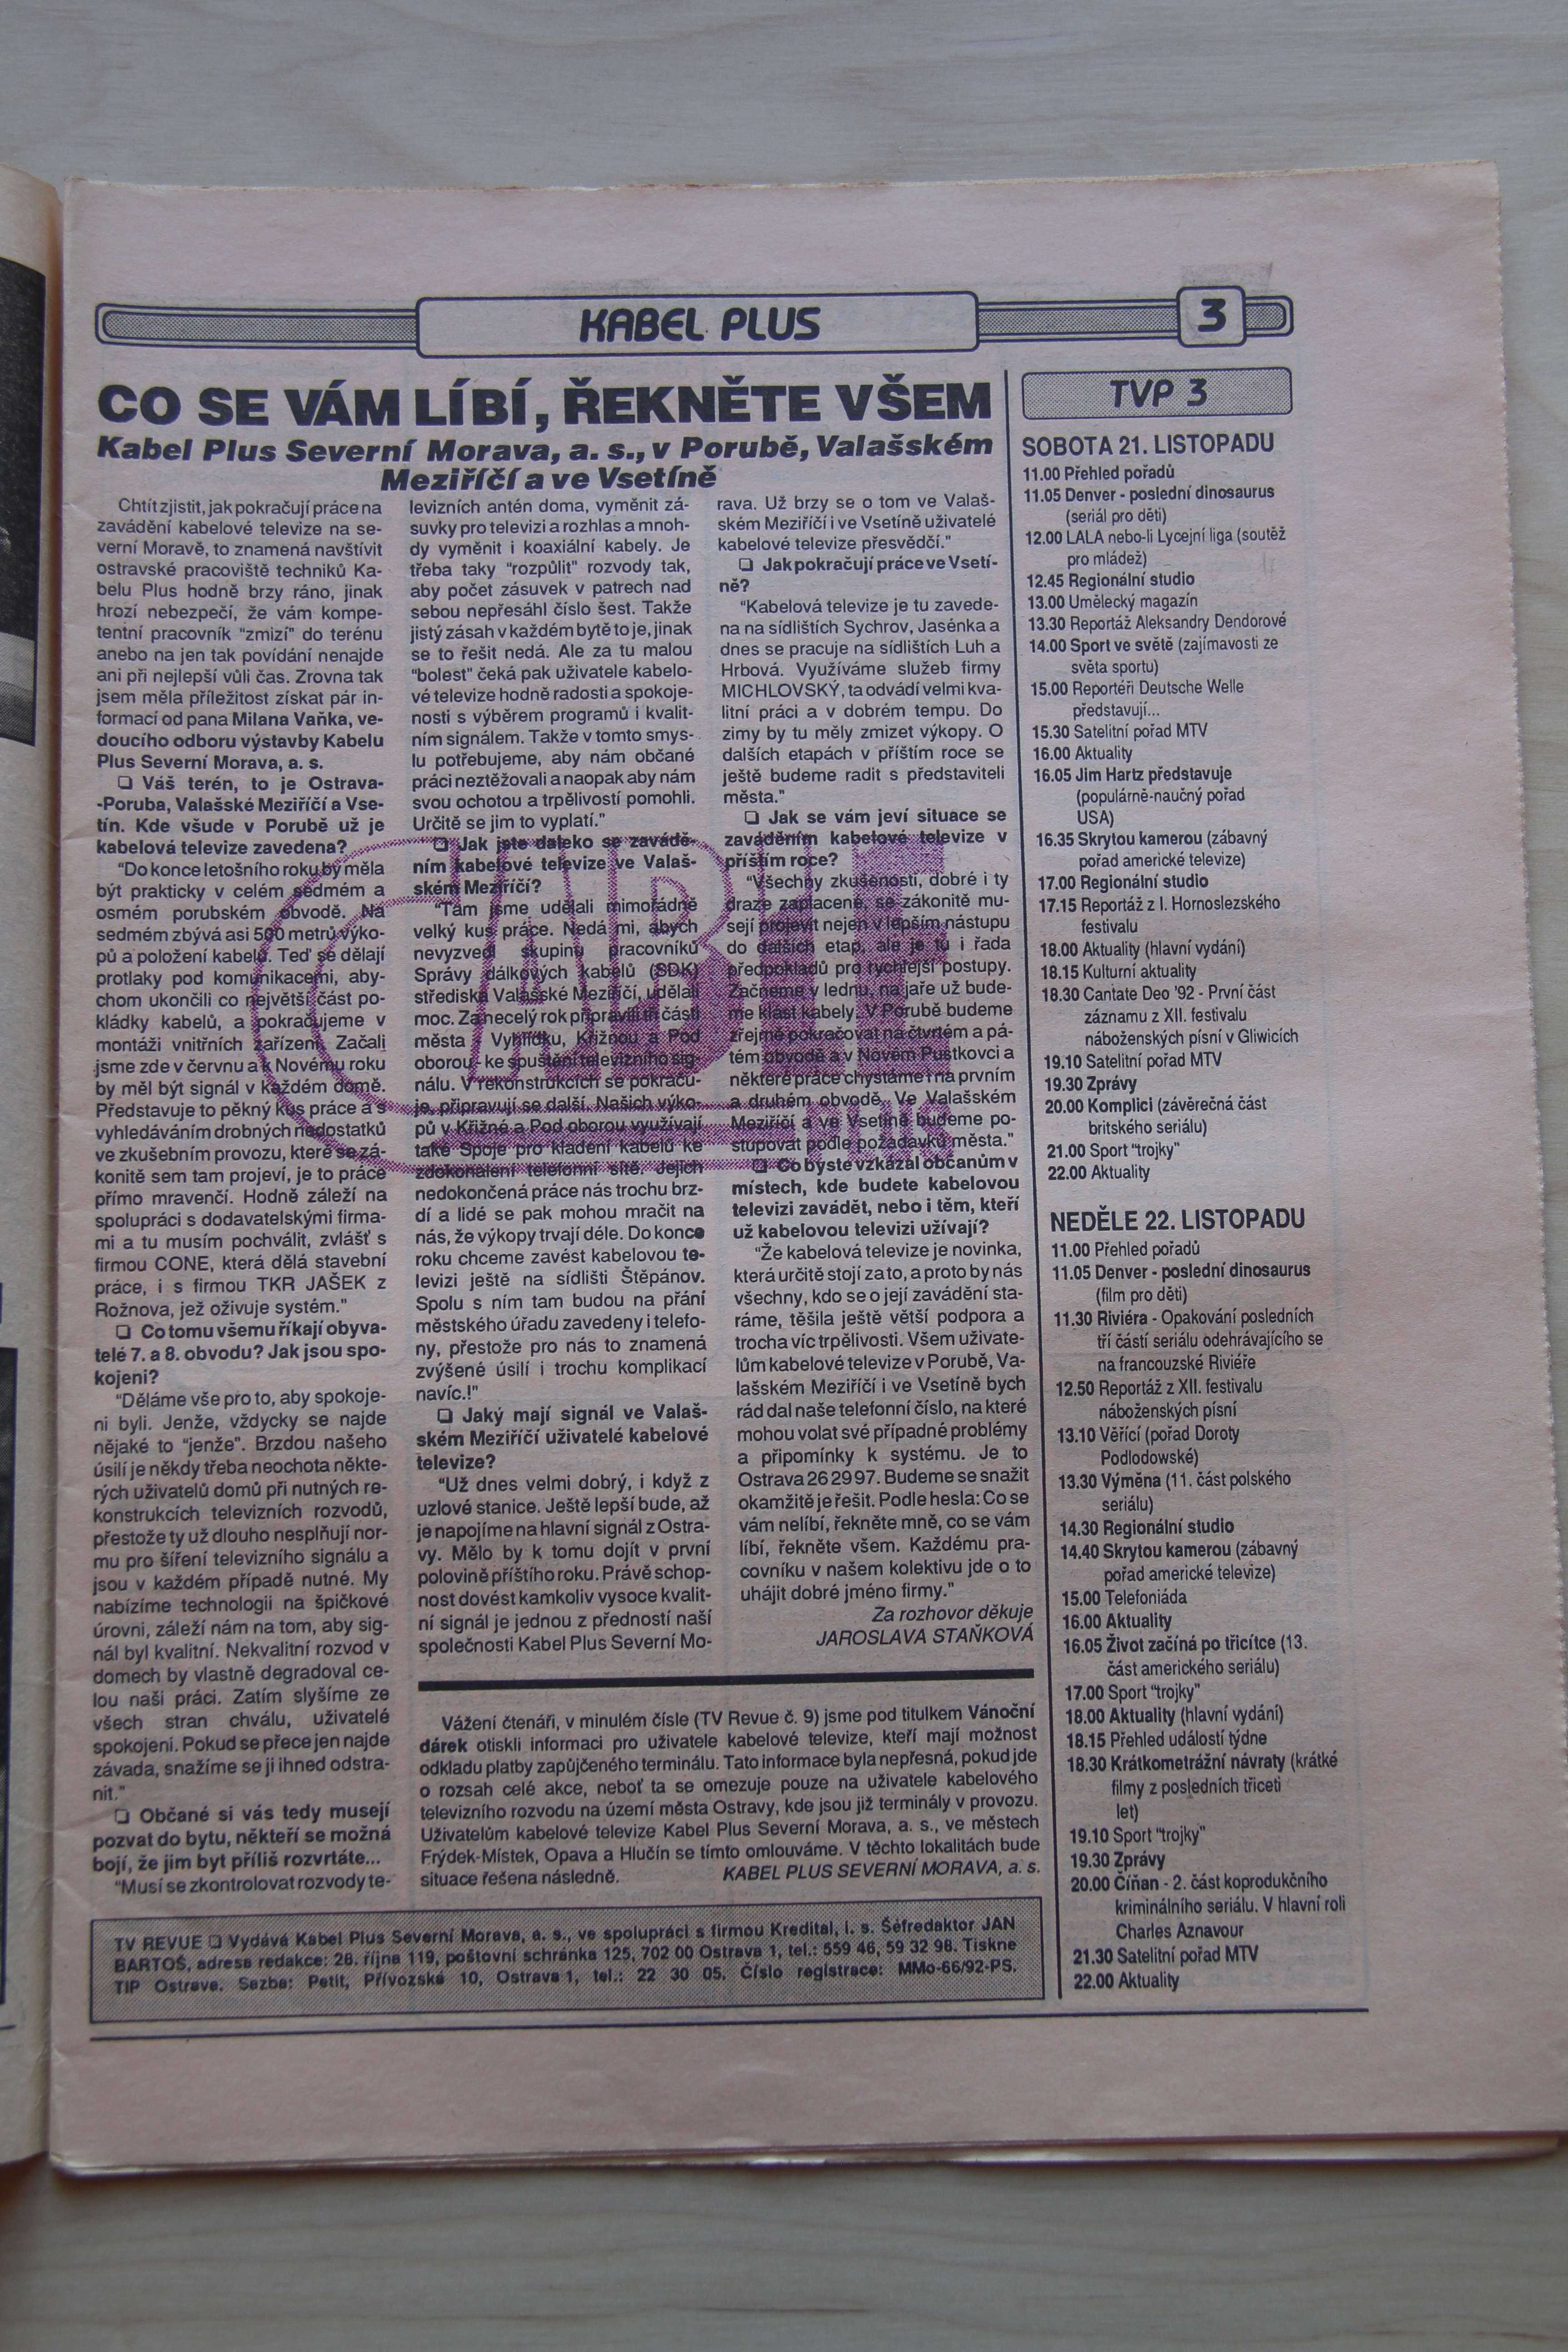 KABEL PLUS
3
CO SE VÁM LÍBÍ, ŘEKNĚTE VŠEM
Kabel Plus Severní Morava, a. s., v Porubě, Valašském
Meziříčí a ve Vsetíně
Chtít zjistit, jak pokračují práce na
zavádění kabelové televize na se-
verní Moravě, to znamená navštívit
ostravské pracoviště techniků Ka-
belu Plus hodně brzy ráno, jinak
hrozí nebezpečí, že vám kompe-
tentní pracovník "zmizí" do terénu
anebo na jen tak povídání nenajde
ani při nejlepší vůli čas. Zrovna tak
jsem měla příležitost získat pár in-
formací od pana Milana Vaňka, ve-
doucího odboru výstavby Kabelu
Plus Severní Morava, a. s.
❏ Váš terén, to je Ostrava-
-Poruba, Valašské Meziříčí a Vse-
tín. Kde všude v Porubě už je
kabelová televize zavedena?
"Do konce letošního roku by měla
být prakticky v celém sedmém a
osmém porubském obvodě. Na
sedmém zbývá asi 500 metrů výko-
pů a položení kabelů. Teď se dělají
protlaky pod komunikacemi, aby-
chom ukončili co největší část po-
kládky kabelů, a pokračujeme v
montáži vnitřních zařízení. Začali
jsme zde v červnu a k Novému roku
by měl být signál v každém domě.
Představuje to pěkný kus práce a s
vyhledáváním drobných nedostatků
ve zkušebním provozu, které se zá-
konitě sem tam projeví, je to práce
přímo mravenčí. Hodně záleží na
spolupráci s dodavatelskými firma-
mi a tu musím pochválit, zvlášť s
firmou CONE, která dělá stavební
práce, i s firmou TKR JAŠEK z
Rožnova, jež oživuje systém."
❏ Co tomu všemu říkají obyva-
telé 7. a 8. obvodu? Jak jsou spo-
kojeni?
"Děláme vše pro to, aby spokoje-
ni byli. Jenže, vždycky se najde
nějaké to "jenže". Brzdou našeho
úsilí je někdy třeba neochota někte-
rých uživatelů domů při nutných re-
konstrukcích televizních rozvodů,
přestože ty už dlouho nesplňují nor-
mu pro šíření televizního signálu a
jsou v každém případě nutné. My
nabízíme technologii na špičkové
úrovni, záleží nám na tom, aby sig-
nál byl kvalitní. Nekvalitní rozvod v
domech by vlastně degradoval ce-
lou naši práci. Zatím slyšíme ze
všech stran chválu, uživatelé
spokojeni. Pokud se přece jen najde
závada, snažíme se ji ihned odstra-
nit."
❏ Občané si vás tedy musejí
pozvat do bytu, někteří se možná
bojí, že jim byt příliš rozvrtáte...
"Musí se zkontrolovat rozvody te-
levizních antén doma, vyměnit zá-
suvky pro televizi a rozhlas a mnoh-
dy vyměnit i koaxiální kabely. Je
třeba taky "rozpůlit" rozvody tak,
aby počet zásuvek v patrech nad
sebou nepřesáhl číslo šest. Takže
jistý zásah v každém bytě to je, jinak
se to řešit nedá. Ale za tu malou
"bolest" čeká pak uživatele kabelo-
vé televize hodně radosti a spokoje-
nosti s výběrem programů i kvalit-
ním signálem. Takže v tomto smys-
lu potřebujeme, aby nám občané
práci neztěžovali a naopak aby nám
svou ochotou a trpělivostí pomohli.
Určitě se jim to vyplatí."
❏ Jak jste daleko se zavádě-
ním kabelové televize ve Valaš-
ském Meziříčí?
"Tam jsme udělali mimořádně
velký kus práce. Nedá mi, abych
nevyzvedl skupinu pracovníků
Správy dálkových kabelů (SDK)
střediska Valašské Meziříčí, udělali
moc. Za necelý rok připravili tři části
města - Vyhlídku, Křižnou a Pod
oborou - ke spuštění televizního sig-
nálu. V rekonstrukcích se pokraču-
je, připravují se další. Našich výko-
pů v Křižné a Pod oborou využívají
také Spoje pro kladení kabelů ke
zdokonalení telefonní sítě. Jejich
nedokončená práce nás trochu brz-
dí a lidé se pak mohou mračit na
nás, že výkopy trvají déle. Do konce
roku chceme zavést kabelovou te-
levizi ještě na sídlišti Štěpánov.
Spolu s ním tam budou na přání
městského úřadu zavedeny i telefo-
ny, přestože pro nás to znamená
zvýšené úsilí i trochu komplikací
navíc.!"
❏ Jaký mají signál ve Valaš-
ském Meziříčí uživatelé kabelové
televize?
"Už dnes velmi dobrý, i když z
uzlové stanice. Ještě lepší bude, až
je napojíme na hlavní signál z Ostra-
vy. Mělo by k tomu dojít v první
polovině příštího roku. Právě schop-
nost dovést kamkoliv vysoce kvalit-
ní signál je jednou z předností naší
společnosti Kabel Plus Severní Mo-
rava. Už brzy se o tom ve Valaš-
ském Meziříčí i ve Vsetíně uživatelé
kabelové televize přesvědčí."
❏ Jak pokračují práce ve Vsetí-
ně?
"Kabelová televize je tu zavede-
na na sídlištích Sychrov, Jasénka a
dnes se pracuje na sídlištích Luh a
Hrbová. Využíváme služeb firmy
MICHLOVSKÝ, ta odvádí velmi kva-
litní práci a v dobrém tempu. Do
zimy by tu měly zmizet výkopy. O
dalších etapách v příštím roce se
ještě budeme radit s představiteli
města."
❏ Jak se vám jeví situace se
zaváděním kabelové televize v
příštím roce?
"Všechny zkušenosti, dobré i ty
draze zaplacené, se zákonitě mu-
sejí projevit nejen v lepším nástupu
do dalších etap, ale je tu i řada
předpokladů pro rychlejší postupy.
Začneme v lednu, na jaře už bude-
me klást kabely. V Porubě budeme
zřejmě pokračovat na čtvrtém a pá-
tém obvodě a v Novém Pustkovci a
některé práce chystáme i na prvním
a druhém obvodě. Ve Valašském
Meziříčí a ve Vsetíně budeme po-
stupovat podle požadavků města."
❏ Co byste vzkázal občanům v
místech, kde budete kabelovou
televizi zavádět, nebo i těm, kteří
už kabelovou televizi užívají?
"Že kabelová televize je novinka,
která určitě stojí za to, a proto by nás
všechny, kdo se o její zavádění sta-
ráme, těšila ještě větší podpora a
trocha víc trpělivosti. Všem uživate-
lům kabelové televize v Porubě, Va-
lašském Meziříčí i ve Vsetíně bych
rád dal naše telefonní číslo, na které
mohou volat své případné problémy
a připomínky k systému. Je to
Ostrava 26 29 97. Budeme se snažit
okamžitě je řešit. Podle hesla: Co se
vám nelíbí, řekněte mně, co se vám
líbí, řekněte všem. Každému pra-
covníku v našem kolektivu jde o to
uhájit dobré jméno firmy."
Za rozhovor děkuje
JAROSLAVA STAŇKOVÁ
CABLE
PLUS
Vážení čtenáři, v minulém čísle (TV Revue č. 9) jsme pod titulkem Vánoční
dárek otiskli informaci pro uživatele kabelové televize, kteří mají možnost
odkladu platby zapůjčeného terminálu. Tato informace byla nepřesná, pokud jde
o rozsah celé akce, neboť ta se omezuje pouze na uživatele kabelového
televizního rozvodu na území města Ostravy, kde jsou již terminály v provozu.
Uživatelům kabelové televize Kabel Plus Severní Morava, a. s., ve městech
Frýdek-Místek, Opava a Hlučín se tímto omlouváme. V těchto lokalitách bude
situace řešena následně. KABEL PLUS SEVERNÍ MORAVA, a. s.
TV REVUE ❏ Vydává Kabel Plus Severní Morava, a. s., ve spolupráci s firmou Kredital, i. s. Šéfredaktor JAN
BARTOŠ, adresa redakce: 28. října 119, poštovní schránka 125, 702 00 Ostrava 1, tel.: 559 46, 59 32 98. Tiskne
TIP Ostrava. Sazba: Petit, Přívozská 10, Ostrava 1, tel.: 22 30 05. Číslo registrace: MMo-66/92-PS.
TVP 3
SOBOTA 21. LISTOPADU
11.00 Přehled pořadů
11.05 Denver - poslední dinosaurus
(seriál pro děti)
12.00 LALA nebo-li Lycejní liga (soutěž
pro mládež)
12.45 Regionální studio
13.00 Umělecký magazín
13.30 Reportáž Aleksandry Dendorové
14.00 Sport ve světě (zajímavosti ze
světa sportu)
15.00 Reportéři Deutsche Welle
představují...
15.30 Satelitní pořad MTV
16.00 Aktuality
16.05 Jim Hartz představuje
(populárně-naučný pořad
USA)
16.35 Skrytou kamerou (zábavný
pořad americké televize)
17.00 Regionální studio
17.15 Reportáž z I. Hornoslezského
festivalu
18.00 Aktuality (hlavní vydání)
18.15 Kulturní aktuality
18.30 Cantate Deo '92 - První část
záznamu z XII. festivalu
náboženských písní v Gliwicích
19.10 Satelitní pořad MTV
19.30 Zprávy
20.00 Komplici (závěrečná část
britského seriálu)
21.00 Sport "trojky"
22.00 Aktuality
NEDĚLE 22. LISTOPADU
11.00 Přehled pořadů
11.05 Denver - poslední dinosaurus
(film pro děti)
11.30 Riviéra - Opakování posledních
tří částí seriálu odehrávajícího se
na francouzské Riviéře
12.50 Reportáž z XII. festivalu
náboženských písní
13.10 Věřící (pořad Doroty
Podlodowské)
13.30 Výměna (11. část polského
seriálu)
14.30 Regionální studio
14.40 Skrytou kamerou (zábavný
pořad americké televize)
15.00 Telefoniáda
16.00 Aktuality
16.05 Život začíná po třicítce (13.
část amerického seriálu)
17.00 Sport "trojky"
18.00 Aktuality (hlavní vydání)
18.15 Přehled událostí týdne
18.30 Krátkometrážní návraty (krátké
filmy z posledních třiceti
let)
19.10 Sport "trojky"
19.30 Zprávy
20.00 Číňan - 2. část koprodukčního
kriminálního seriálu. V hlavní roli
Charles Aznavour
21.30 Satelitní pořad MTV
22.00 Aktuality